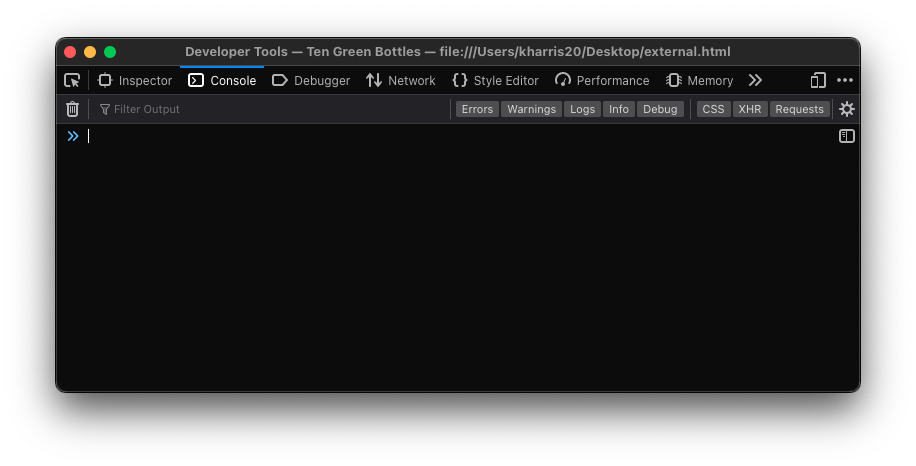 Developer Tools — Ten Green Bottles — file:///Users/kharris20/Desktop/external.html
Inspector Console Debugger Network Style Editor Performance Memory
Filter Output Errors Warnings Logs Info Debug CSS XHR Requests